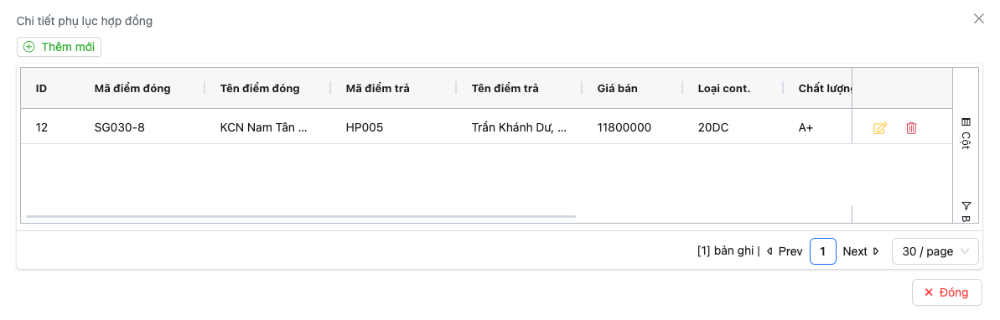 Chi tiết phụ lục hợp đồng
Thêm mới
ID Mã điểm đóng Tên điểm đóng Mã điểm trả Tên điểm trả Giá bán Loại cont. Chất lượng
12 SG030-8 KCN Nam Tân ... HP005 Trần Khánh Dư, ... 11800000 20DC A+
Cột
B
[1] bản ghi | Prev 1 Next 30 / page
Đóng